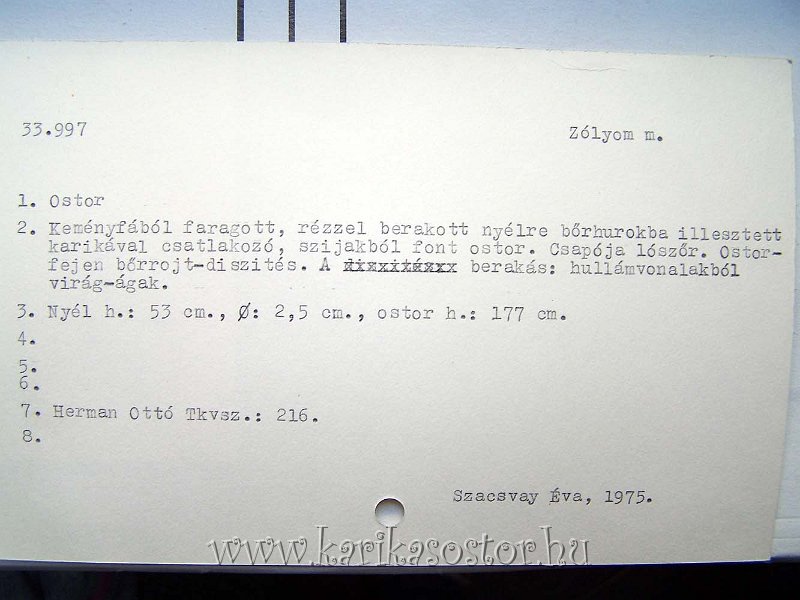 33.997
Zólyom m.
1. Ostor
2. Keményfából faragott, rézzel berakott nyélre bőrhurokba illesztett
karikával csatlakozó, szijakból font ostor. Csapója lószőr. Ostor-
fejen bőrrojt-diszités. A berakás: hullámvonalakból
virág-ágak.
3. Nyél h.: 53 cm., Ø: 2,5 cm., ostor h.: 177 cm.
4.
5.
6.
7. Herman Ottó Tkvsz.: 216.
8.
Szacsvay Éva, 1975.
www.karikasostor.hu